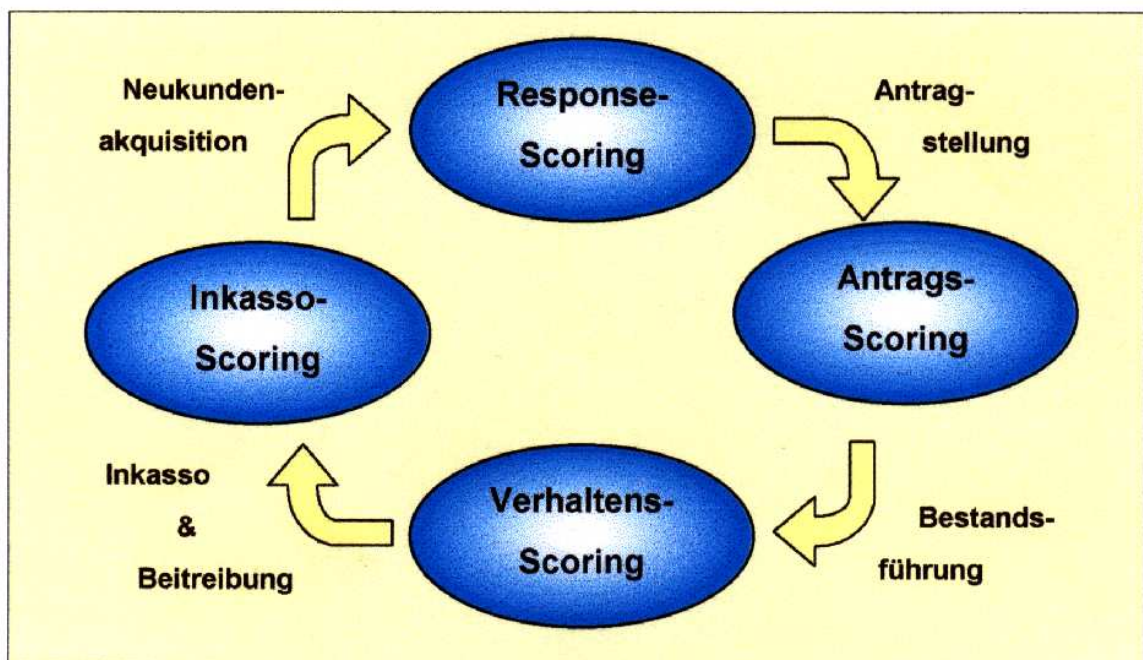 Neukunden-
akquisition
Response-
Scoring
Antrag-
stellung
Antrags-
Scoring
Bestands-
führung
Verhaltens-
Scoring
Inkasso
&
Beitreibung
Inkasso-
Scoring